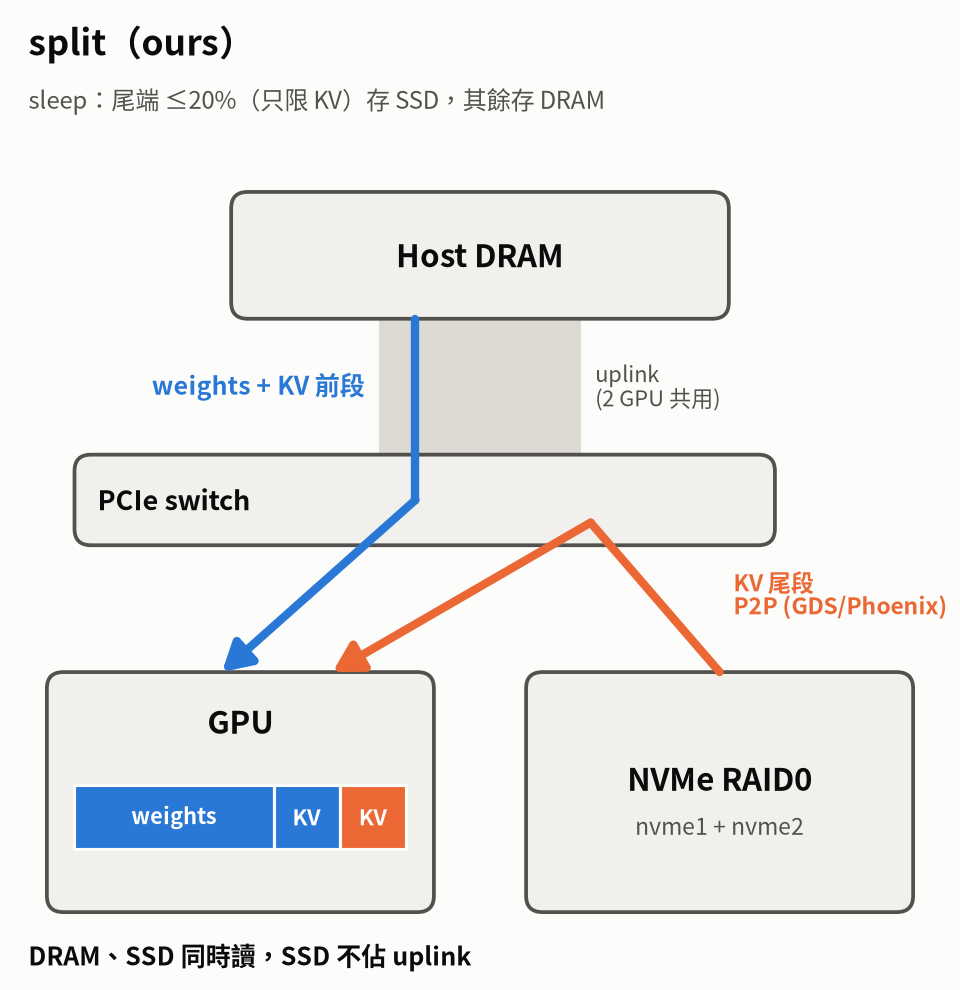 split（ours）
sleep：尾端 ≤20%（只限 KV）存 SSD，其餘存 DRAM
Host DRAM
weights + KV 前段
uplink
(2 GPU 共用)
PCIe switch
KV 尾段
P2P (GDS/Phoenix)
GPU
weights
KV
KV
NVMe RAID0
nvme1 + nvme2
DRAM、SSD 同時讀，SSD 不佔 uplink